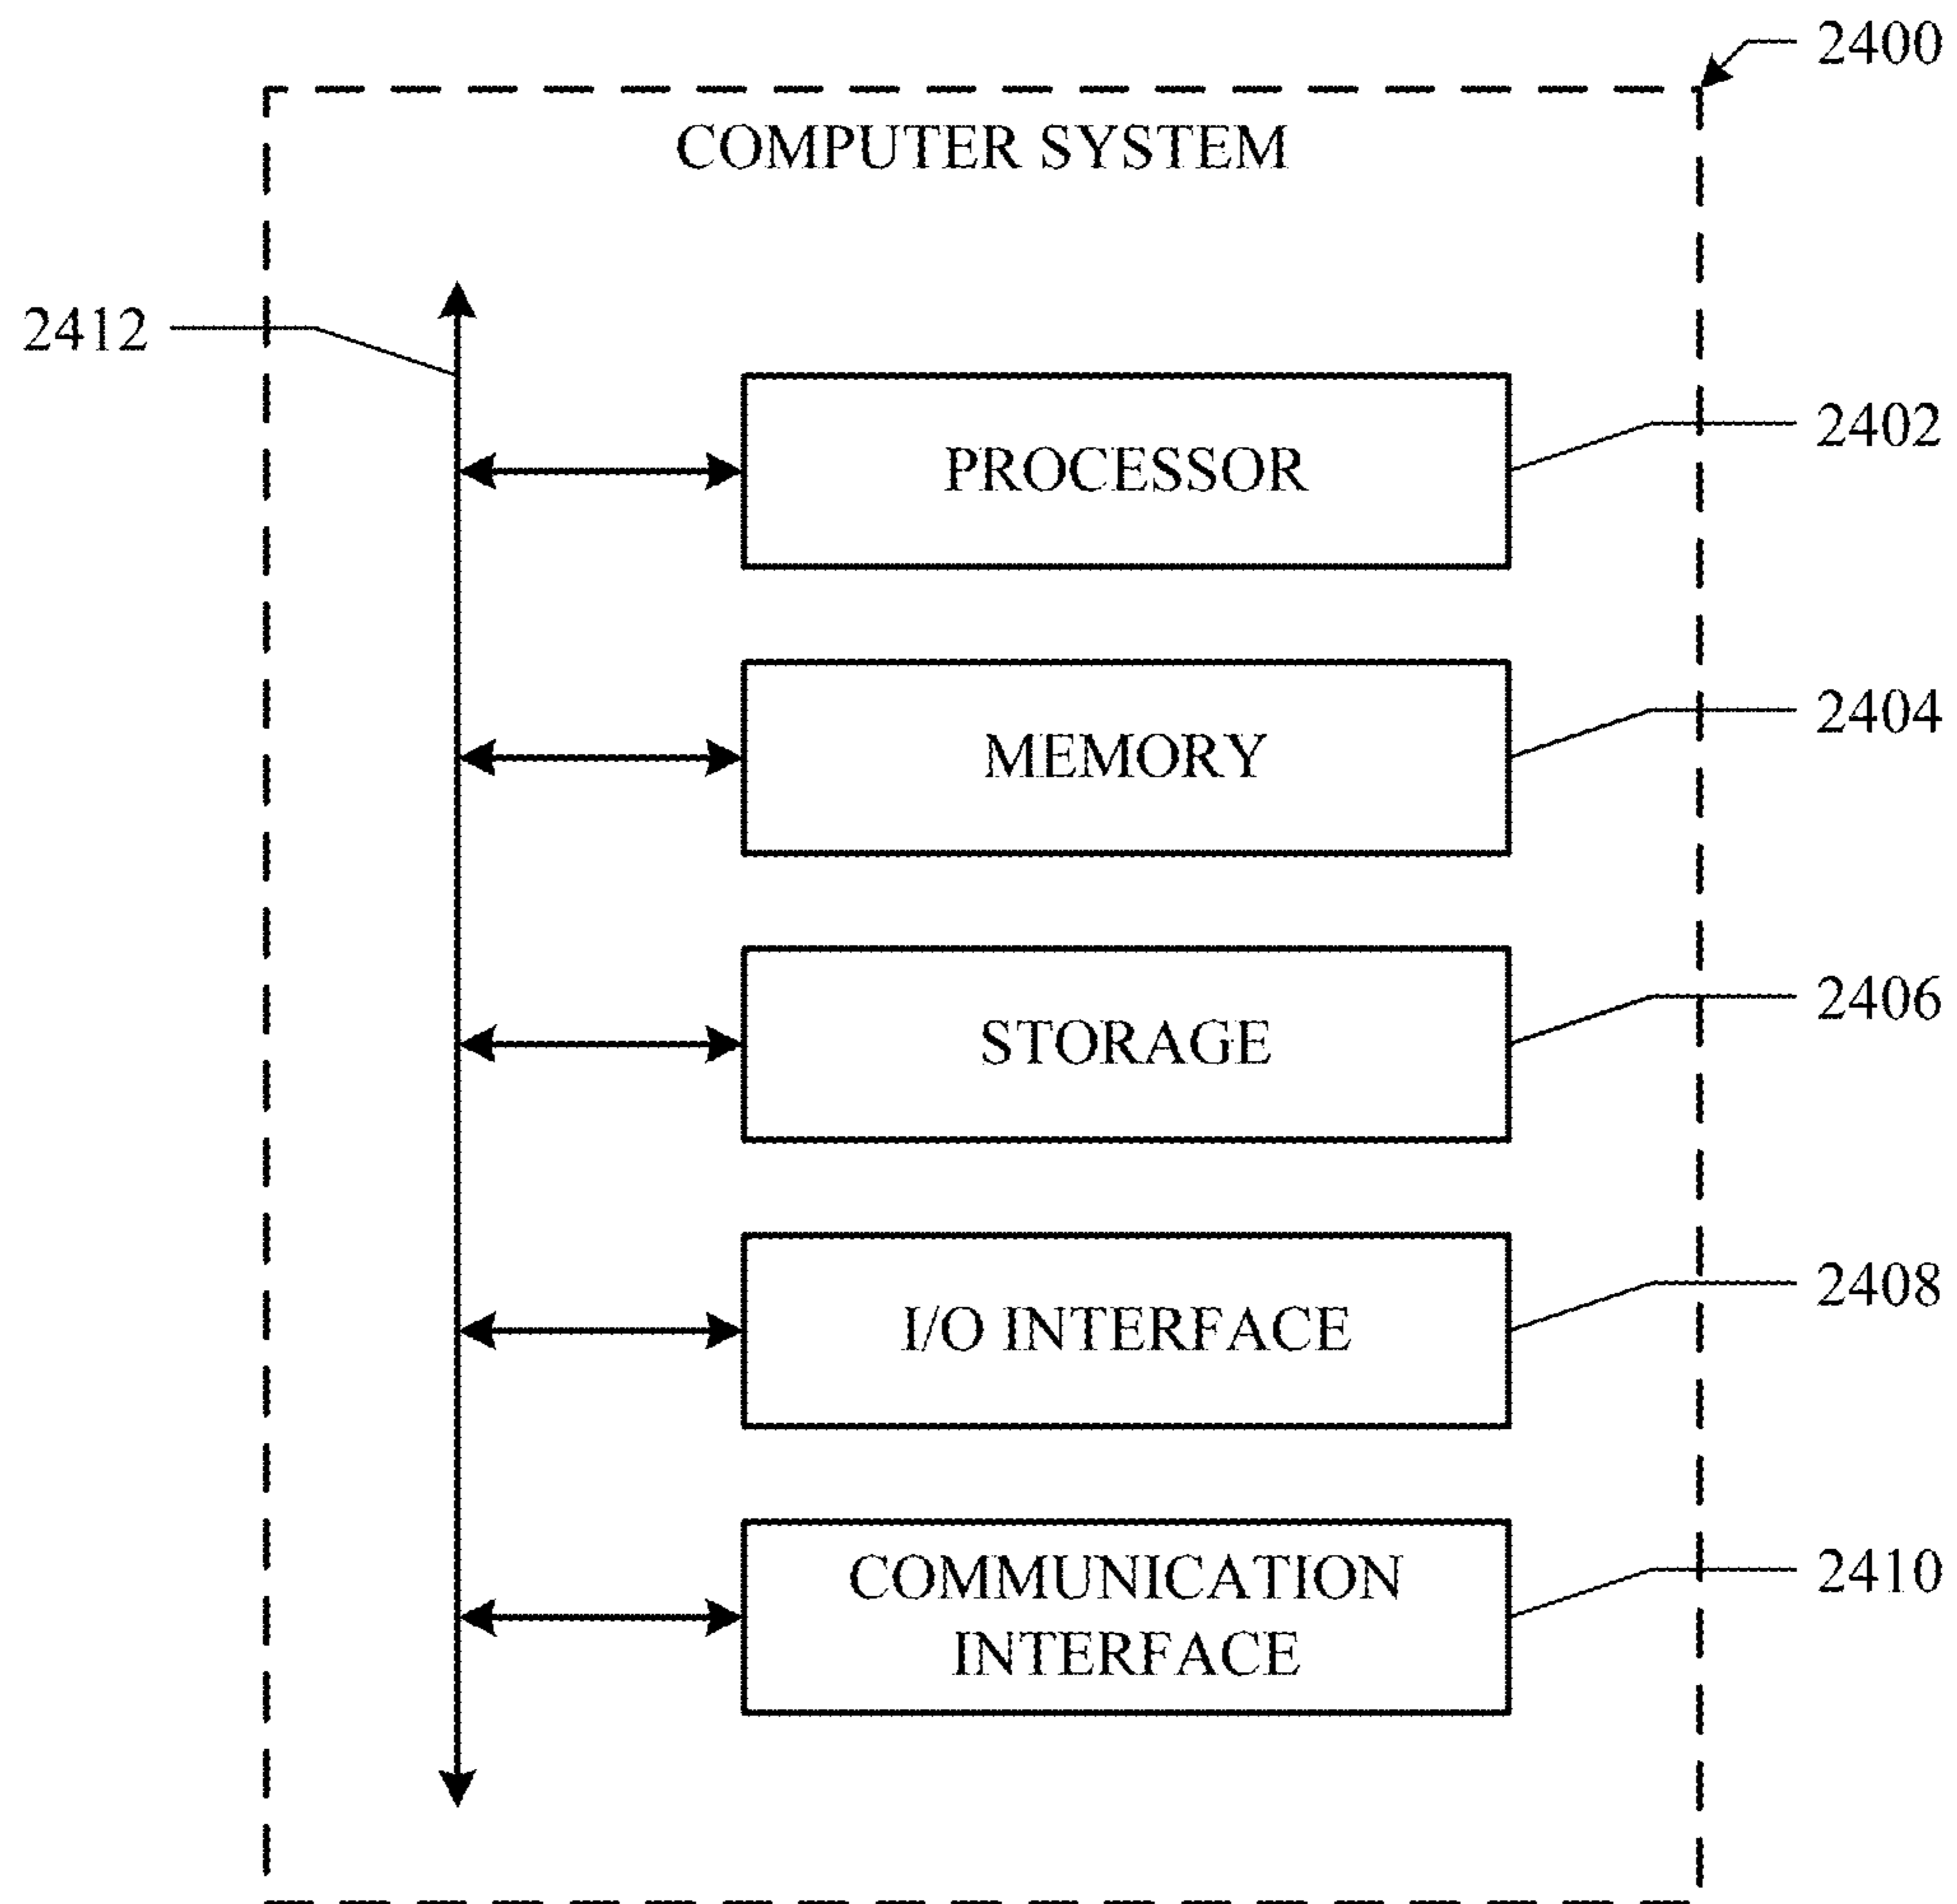 2400
COMPUTER SYSTEM
2412
PROCESSOR
2402
MEMORY
2404
STORAGE
2406
I/O INTERFACE
2408
COMMUNICATION
INTERFACE
2410